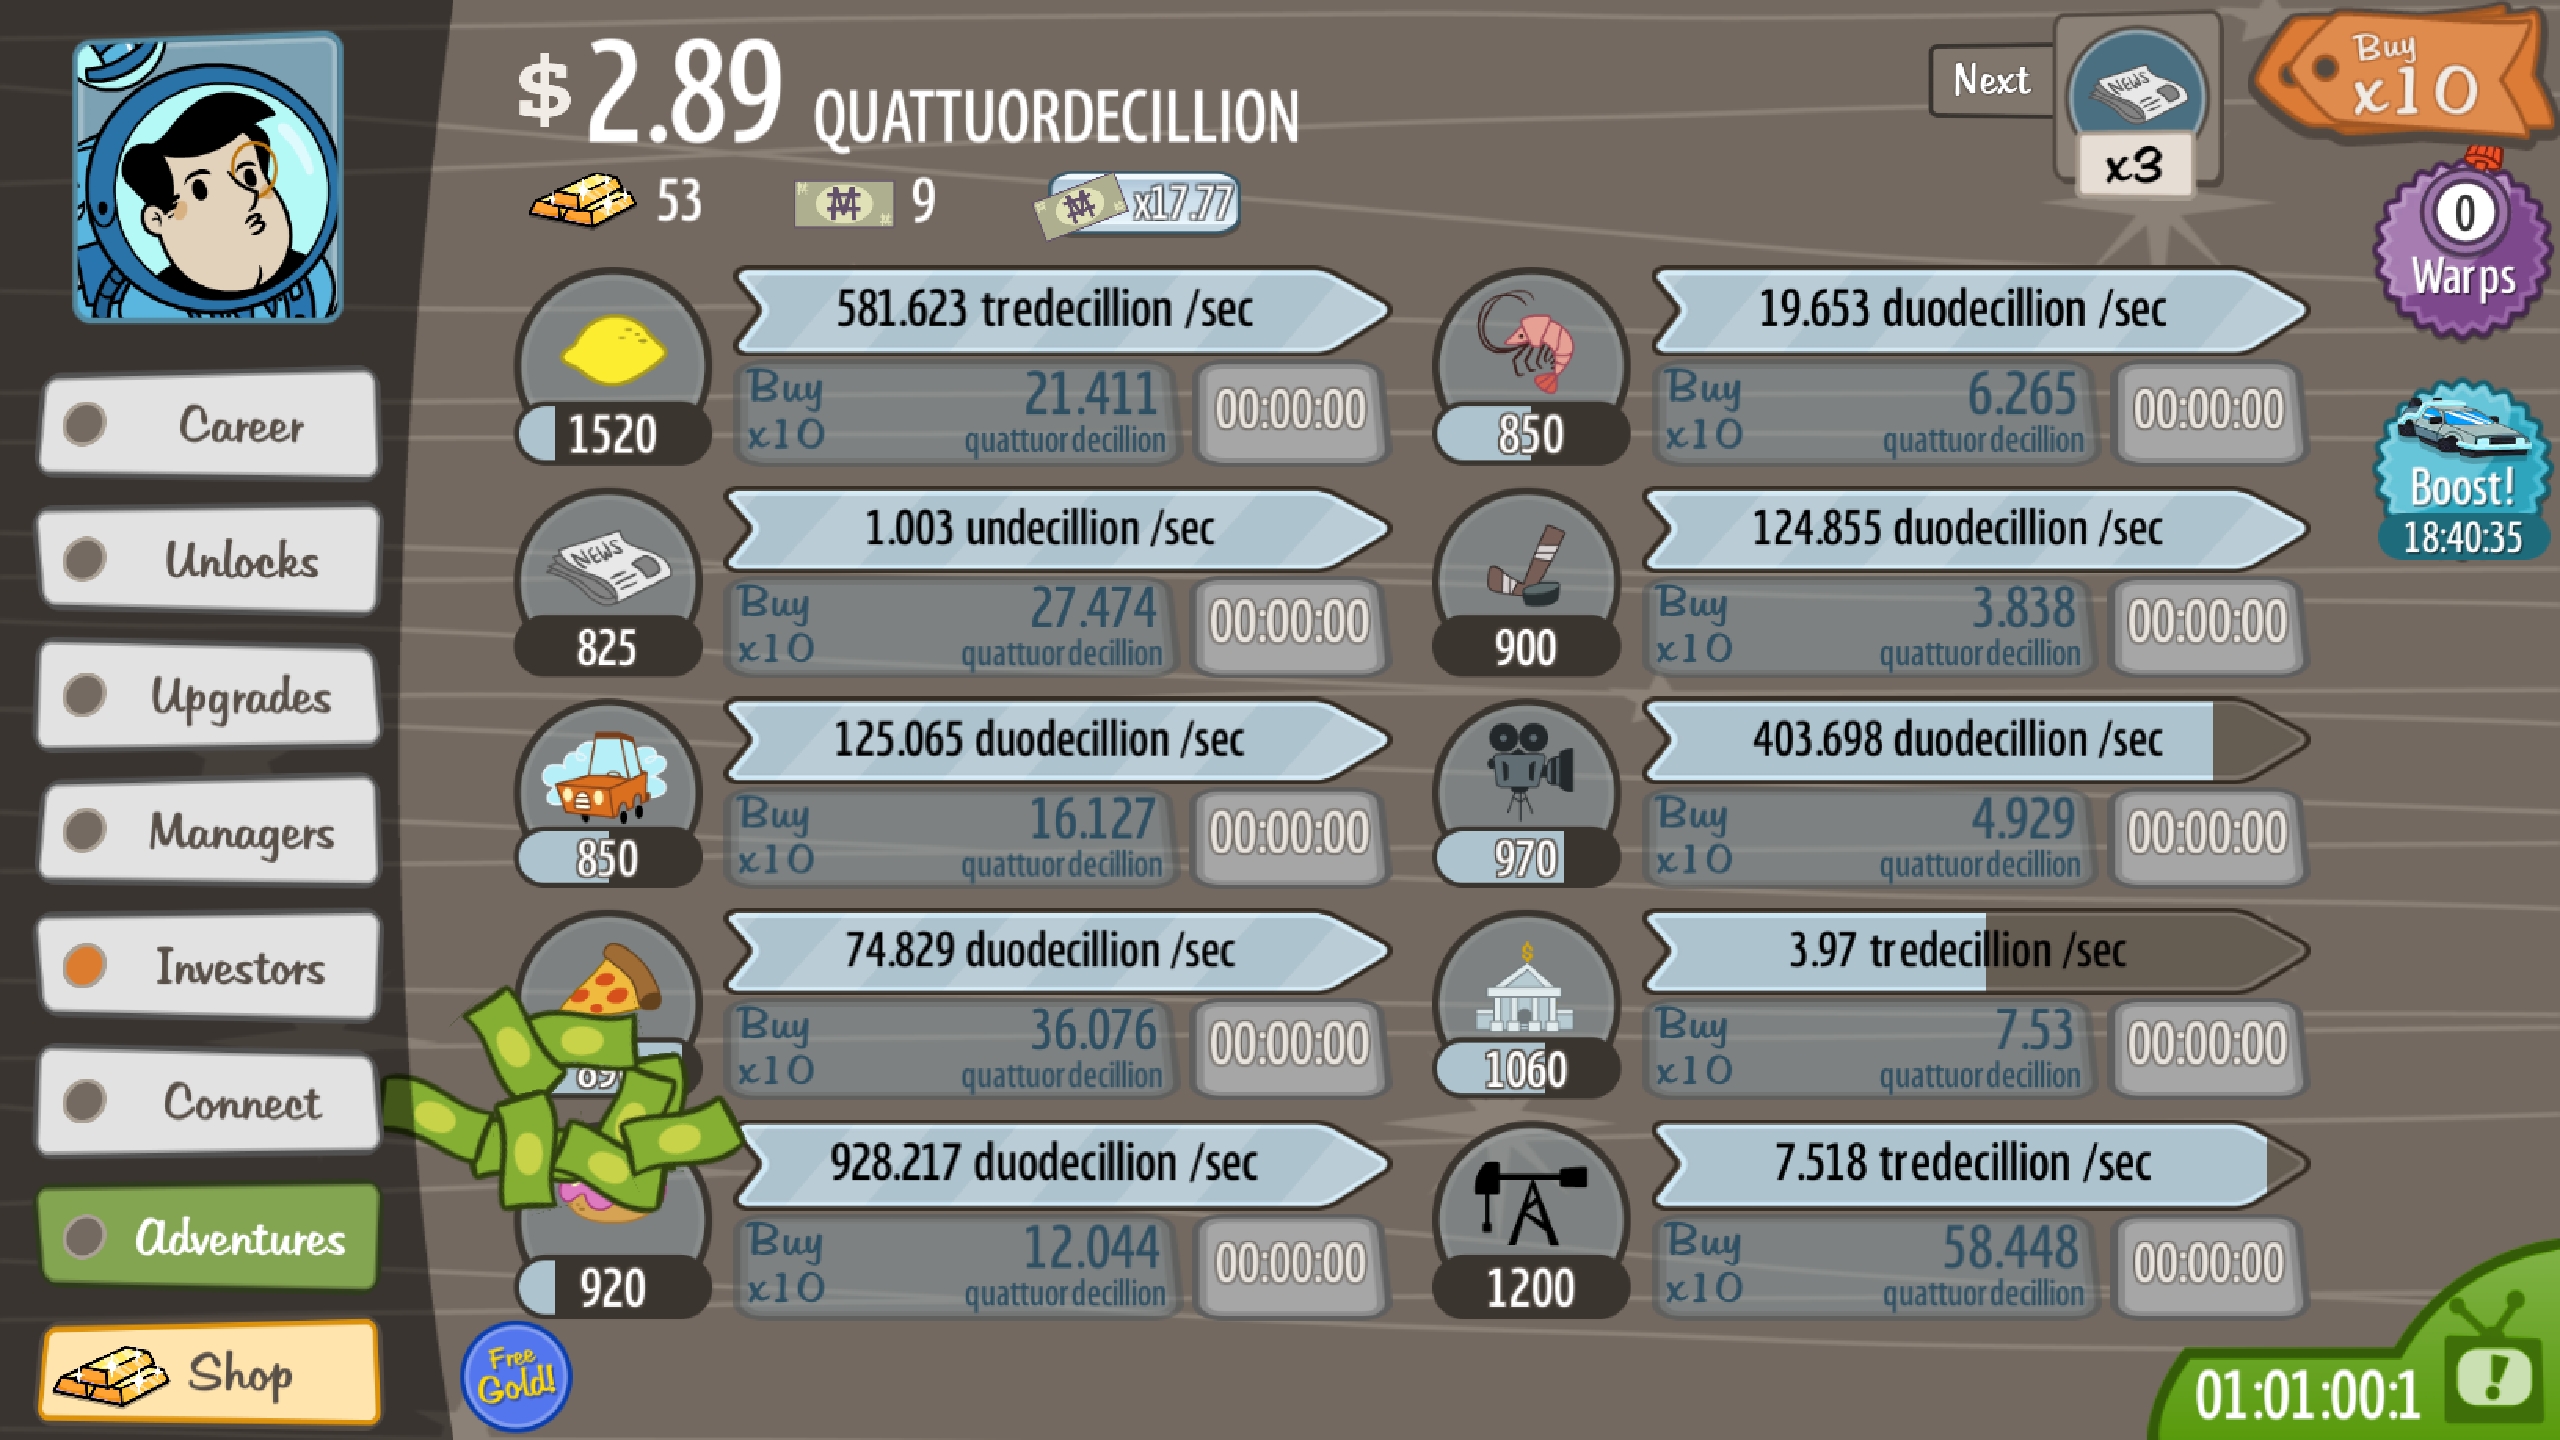 $2.89 QUATTUORDECILLION
Next
x3
Buy
x10
53
9
x17.77
0
Warps
Boost!
18:40:35
Career
Unlocks
Upgrades
Managers
Investors
Connect
Adventures
Shop
581.623 tredecillion /sec
Buy
x10
21.411
quattuordecillion
00:00:00
1520
19.653 duodecillion /sec
Buy
x10
6.265
quattuordecillion
00:00:00
850
NEWS
1.003 undecillion /sec
Buy
x10
27.474
quattuordecillion
00:00:00
825
124.855 duodecillion /sec
Buy
x10
3.838
quattuordecillion
00:00:00
900
125.065 duodecillion /sec
Buy
x10
16.127
quattuordecillion
00:00:00
850
403.698 duodecillion /sec
Buy
x10
4.929
quattuordecillion
00:00:00
970
74.829 duodecillion /sec
Buy
x10
36.076
quattuordecillion
00:00:00
3.97 tredecillion /sec
Buy
x10
7.53
quattuordecillion
00:00:00
1060
928.217 duodecillion /sec
Buy
x10
12.044
quattuordecillion
00:00:00
920
7.518 tredecillion /sec
Buy
x10
58.448
quattuordecillion
00:00:00
1200
Free
Gold!
01:01:00:1